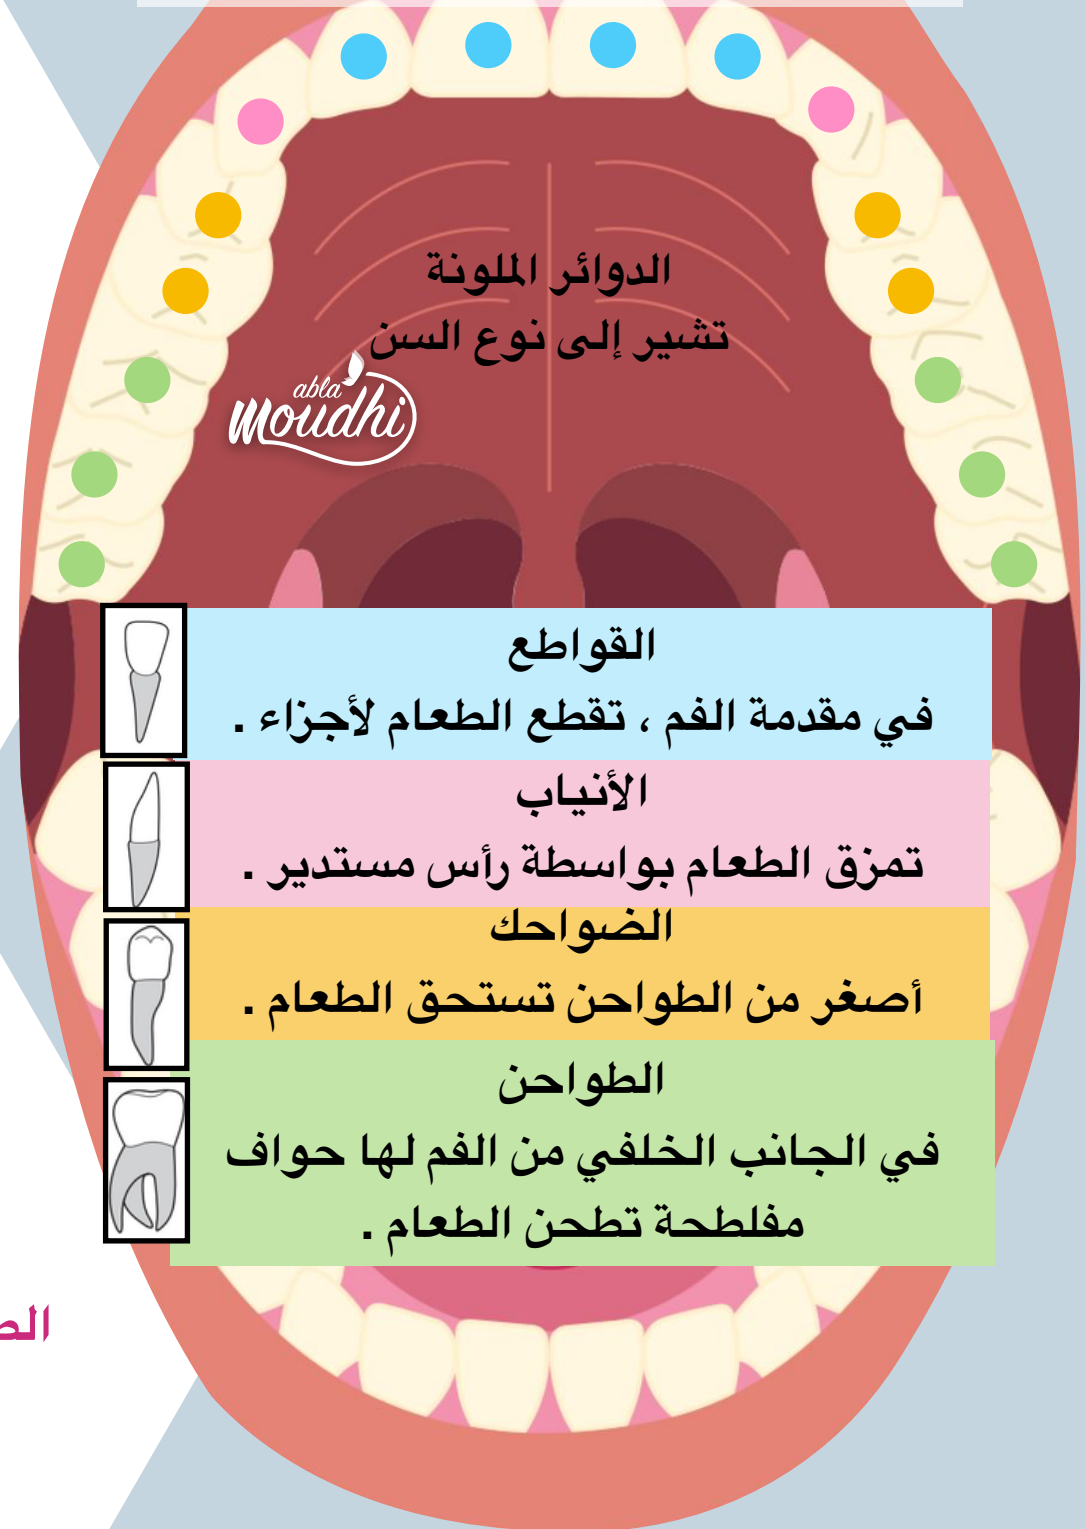 الدوائر الملونة
تشير إلى نوع السن
abla
moudhi
القواطع
في مقدمة الفم ، تقطع الطعام لأجزاء .
الأنياب
تمزق الطعام بواسطة رأس مستدير .
الضواحك
أصغر من الطواحن تستحق الطعام .
الطواحن
في الجانب الخلفي من الفم لها حواف
مفلطحة تطحن الطعام .